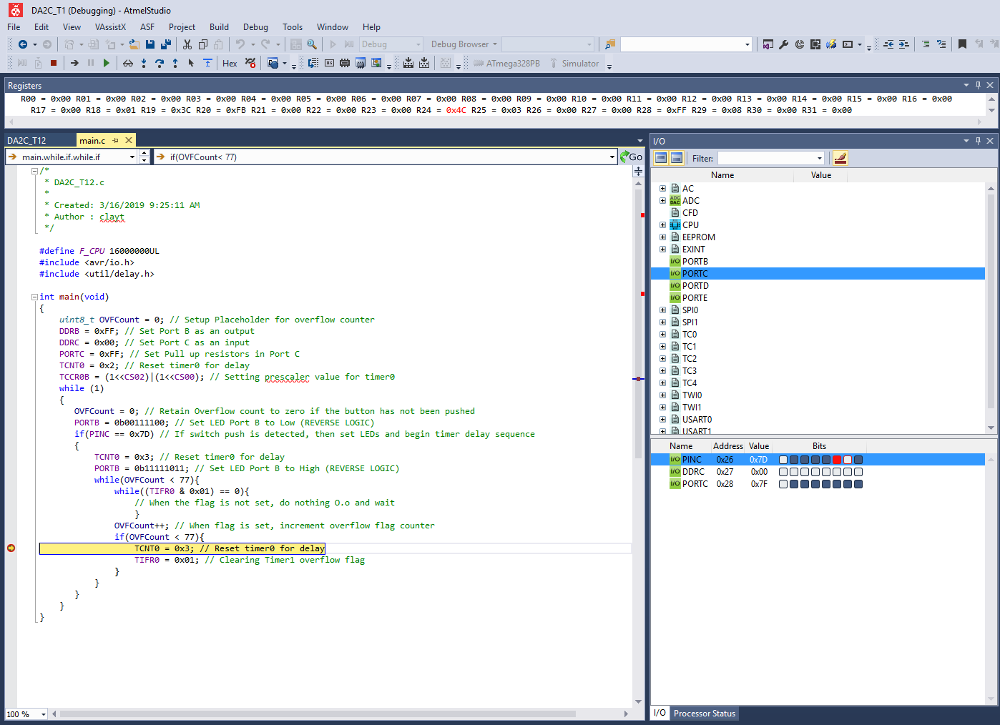 DA2C_T1 (Debugging) - AtmelStudio
File Edit View VAssistX ASF Project Build Debug Tools Window Help
Debug Debug Browser
Hex ATmega328PB Simulator
Registers
R00 = 0x00 R01 = 0x00 R02 = 0x00 R03 = 0x00 R04 = 0x00 R05 = 0x00 R06 = 0x00 R07 = 0x00 R08 = 0x00 R09 = 0x00 R10 = 0x00 R11 = 0x00 R12 = 0x00 R13 = 0x00 R14 = 0x00 R15 = 0x00 R16 = 0x00
R17 = 0x00 R18 = 0x01 R19 = 0x3C R20 = 0xFB R21 = 0x00 R22 = 0x00 R23 = 0x00 R24 = 0x4C R25 = 0x03 R26 = 0x00 R27 = 0x00 R28 = 0xFF R29 = 0x08 R30 = 0x00 R31 = 0x00
DA2C_T12 main.c
main.while.if.while.if if(OVFCount< 77) Go
/*
* DA2C_T12.c
*
* Created: 3/16/2019 9:25:11 AM
* Author : clayt
*/
#define F_CPU 16000000UL
#include <avr/io.h>
#include <util/delay.h>
int main(void)
{
uint8_t OVFCount = 0; // Setup Placeholder for overflow counter
DDRB = 0xFF; // Set Port B as an output
DDRC = 0x00; // Set Port C as an input
PORTC = 0xFF; // Set Pull up resistors in Port C
TCNT0 = 0x2; // Reset timer0 for delay
TCCR0B = (1<<CS02)|(1<<CS00); // Setting prescaler value for timer0
while (1)
{
OVFCount = 0; // Retain Overflow count to zero if the button has not been pushed
PORTB = 0b00111100; // Set LED Port B to Low (REVERSE LOGIC)
if(PINC == 0x7D) // If switch push is detected, then set LEDs and begin timer delay sequence
{
TCNT0 = 0x3; // Reset timer0 for delay
PORTB = 0b11111011; // Set LED Port B to High (REVERSE LOGIC)
while(OVFCount < 77){
while((TIFR0 & 0x01) == 0){
// When the flag is not set, do nothing O.o and wait
}
OVFCount++; // When flag is set, increment overflow flag counter
if(OVFCount < 77){
TCNT0 = 0x3; // Reset timer0 for delay
TIFR0 = 0x01; // Clearing Timer1 overflow flag
}
}
}
}
}
100 %
I/O
Filter:
Name Value
AC
ADC
CFD
CPU
EEPROM
EXINT
PORTB
PORTC
PORTD
PORTE
SPI0
SPI1
TC0
TC1
TC2
TC3
TC4
TWI0
TWI1
USART0
USART1
Name Address Value Bits
I/O PINC 0x26 0x7D
I/O DDRC 0x27 0x00
I/O PORTC 0x28 0x7F
I/O Processor Status